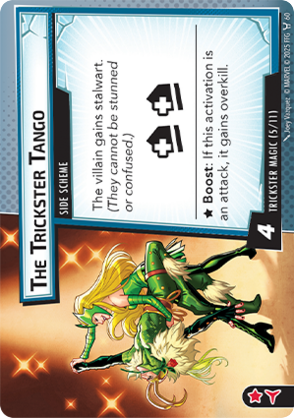 THE TRICKSTER TANGO
SIDE SCHEME
The villain gains stalwart.
(They cannot be stunned
or confused.)
★ Boost: If this activation is
an attack, it gains overkill.
4
TRICKSTER MAGIC (5/11)
Joey Vazquez. © MARVEL © 2025 FFG
60